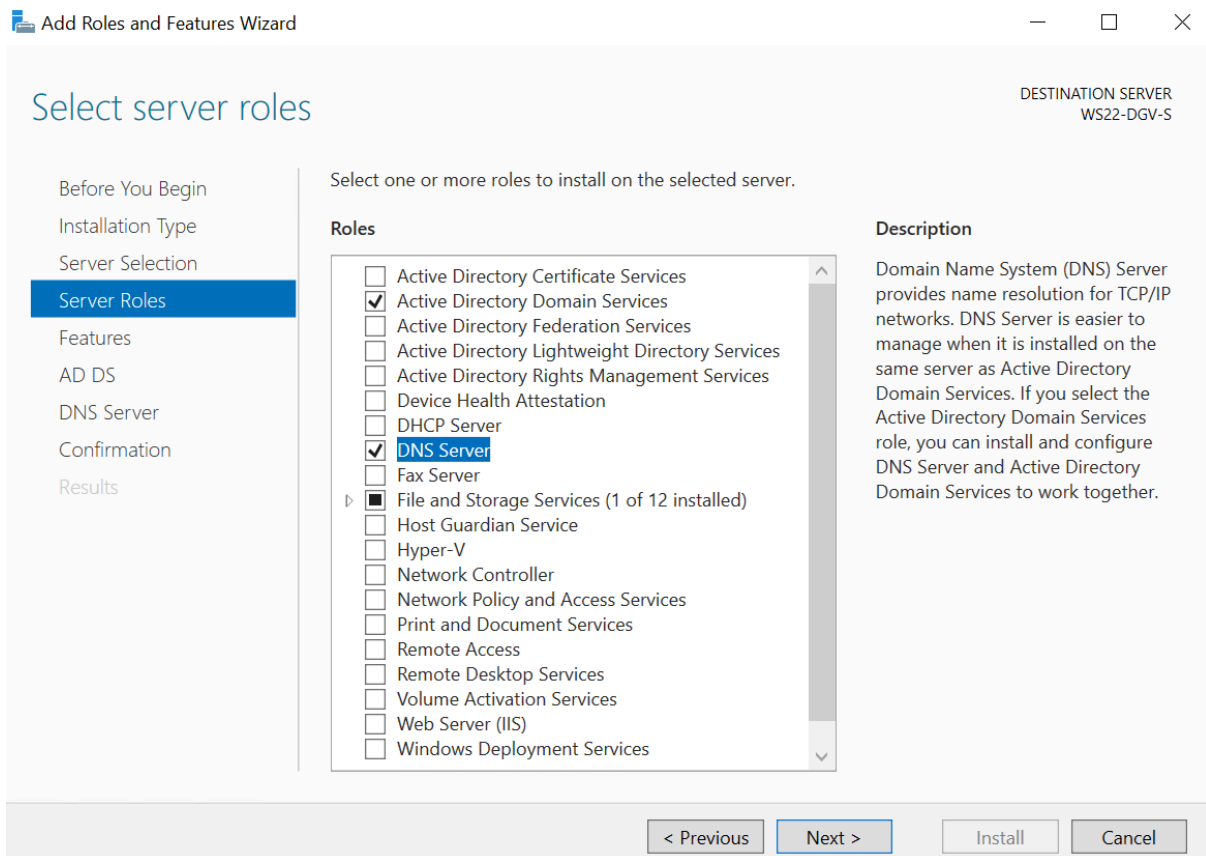 Add Roles and Features Wizard
Select server roles
DESTINATION SERVER
WS22-DGV-S
Before You Begin
Installation Type
Server Selection
Server Roles
Features
AD DS
DNS Server
Confirmation
Results
Select one or more roles to install on the selected server.
Roles
Active Directory Certificate Services
Active Directory Domain Services
Active Directory Federation Services
Active Directory Lightweight Directory Services
Active Directory Rights Management Services
Device Health Attestation
DHCP Server
DNS Server
Fax Server
File and Storage Services (1 of 12 installed)
Host Guardian Service
Hyper-V
Network Controller
Network Policy and Access Services
Print and Document Services
Remote Access
Remote Desktop Services
Volume Activation Services
Web Server (IIS)
Windows Deployment Services
Description
Domain Name System (DNS) Server
provides name resolution for TCP/IP
networks. DNS Server is easier to
manage when it is installed on the
same server as Active Directory
Domain Services. If you select the
Active Directory Domain Services
role, you can install and configure
DNS Server and Active Directory
Domain Services to work together.
< Previous
Next >
Install
Cancel